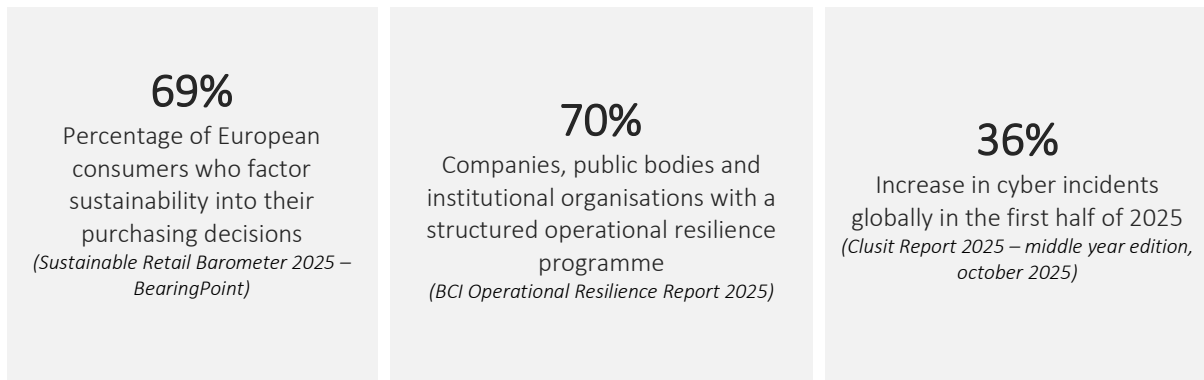 69%
Percentage of European
consumers who factor
sustainability into their
purchasing decisions
(Sustainable Retail Barometer 2025 –
BearingPoint)
70%
Companies, public bodies and
institutional organisations with a
structured operational resilience
programme
(BCI Operational Resilience Report 2025)
36%
Increase in cyber incidents
globally in the first half of 2025
(Clusit Report 2025 – middle year edition,
october 2025)